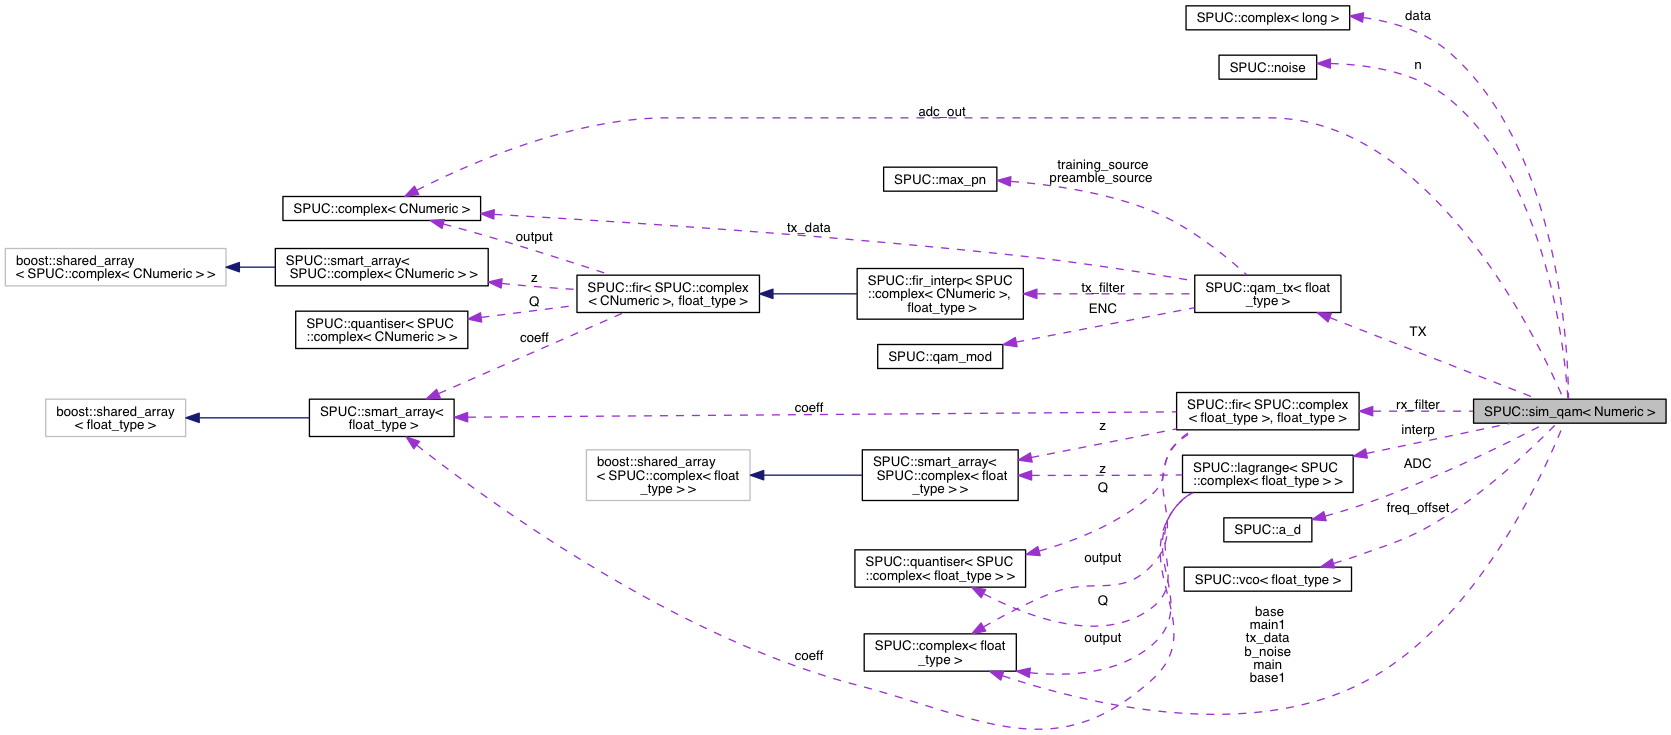 SPUC::complex< long >
data
SPUC::noise
n
adc_out
training_source
preamble_source
SPUC::max_pn
SPUC::complex< CNumeric >
tx_data
output
boost::shared_array
< SPUC::complex< CNumeric > >
SPUC::smart_array<
SPUC::complex< CNumeric > >
z
SPUC::fir< SPUC::complex
< CNumeric >, float_type >
SPUC::fir_interp< SPUC
::complex< CNumeric >,
float_type >
tx_filter
SPUC::qam_tx< float
_type >
Q
ENC
SPUC::quantiser< SPUC
::complex< CNumeric > >
coeff
SPUC::qam_mod
TX
boost::shared_array
< float_type >
SPUC::smart_array<
float_type >
coeff
SPUC::fir< SPUC::complex
< float_type >, float_type >
rx_filter
SPUC::sim_qam< Numeric >
z
interp
boost::shared_array
< SPUC::complex< float
_type > >
SPUC::smart_array<
SPUC::complex< float
_type > >
z
Q
SPUC::lagrange< SPUC
::complex< float_type > >
ADC
freq_offset
SPUC::a_d
SPUC::quantiser< SPUC
::complex< float_type > >
output
SPUC::vco< float_type >
Q
base
main1
tx_data
b_noise
main
base1
SPUC::complex< float
_type >
output
coeff